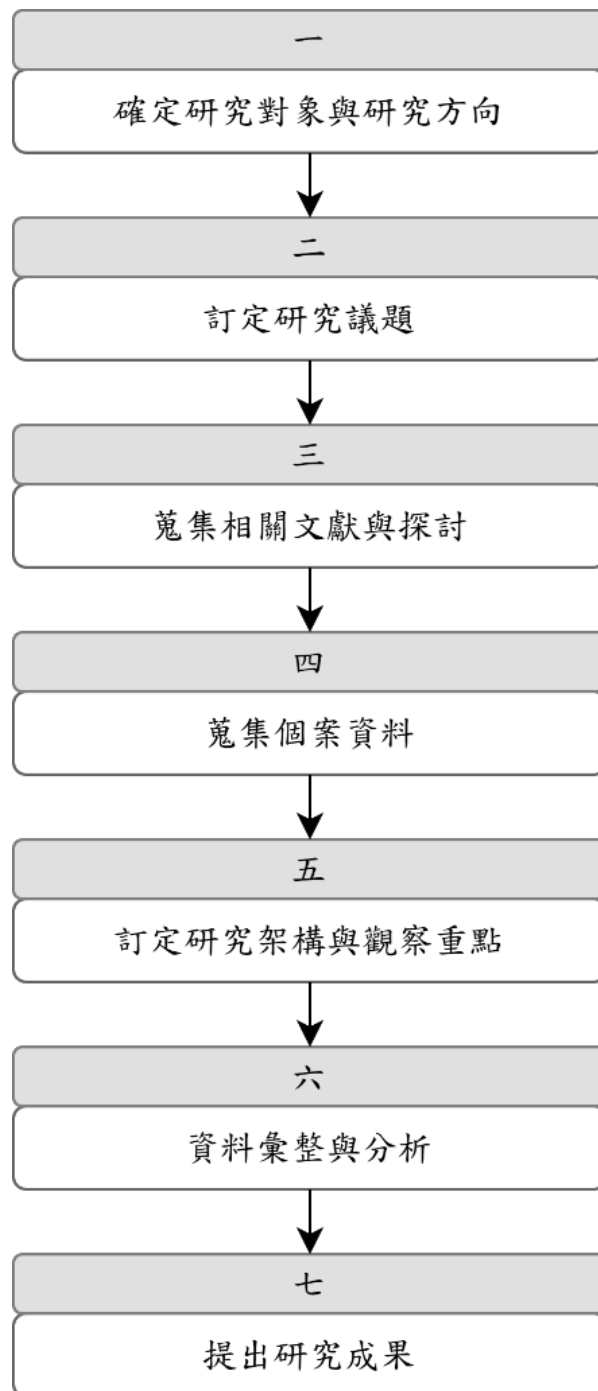 一
確定研究對象與研究方向
二
訂定研究議題
三
蒐集相關文獻與探討
四
蒐集個案資料
五
訂定研究架構與觀察重點
六
資料彙整與分析
七
提出研究成果